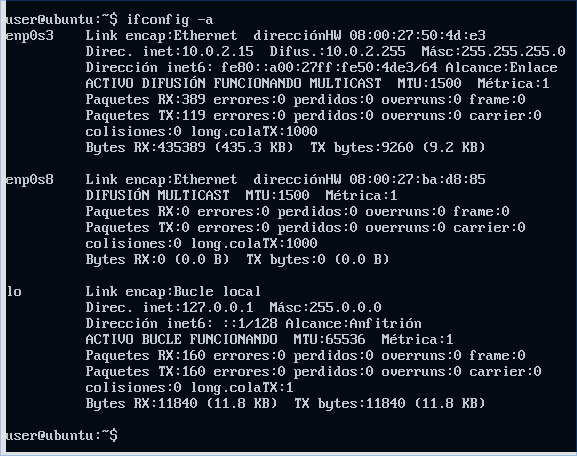 user@ubuntu:~$ ifconfig -a
enp0s3    Link encap:Ethernet  direcciónHW 08:00:27:50:4d:e3
          Direc. inet:10.0.2.15  Difus.:10.0.2.255  Másc:255.255.255.0
          Dirección inet6: fe80::a00:27ff:fe50:4de3/64 Alcance:Enlace
          ACTIVO DIFUSIÓN FUNCIONANDO MULTICAST  MTU:1500  Métrica:1
          Paquetes RX:389 errores:0 perdidos:0 overruns:0 frame:0
          Paquetes TX:119 errores:0 perdidos:0 overruns:0 carrier:0
          colisiones:0 long.colaTX:1000
          Bytes RX:435389 (435.3 KB)  TX bytes:9260 (9.2 KB)
enp0s8    Link encap:Ethernet  direcciónHW 08:00:27:ba:d8:85
          DIFUSIÓN MULTICAST  MTU:1500  Métrica:1
          Paquetes RX:0 errores:0 perdidos:0 overruns:0 frame:0
          Paquetes TX:0 errores:0 perdidos:0 overruns:0 carrier:0
          colisiones:0 long.colaTX:1000
          Bytes RX:0 (0.0 B)  TX bytes:0 (0.0 B)
lo        Link encap:Bucle local
          Direc. inet:127.0.0.1  Másc:255.0.0.0
          Dirección inet6: ::1/128 Alcance:Anfitrión
          ACTIVO BUCLE FUNCIONANDO  MTU:65536  Métrica:1
          Paquetes RX:160 errores:0 perdidos:0 overruns:0 frame:0
          Paquetes TX:160 errores:0 perdidos:0 overruns:0 carrier:0
          colisiones:0 long.colaTX:1
          Bytes RX:11840 (11.8 KB)  TX bytes:11840 (11.8 KB)
user@ubuntu:~$